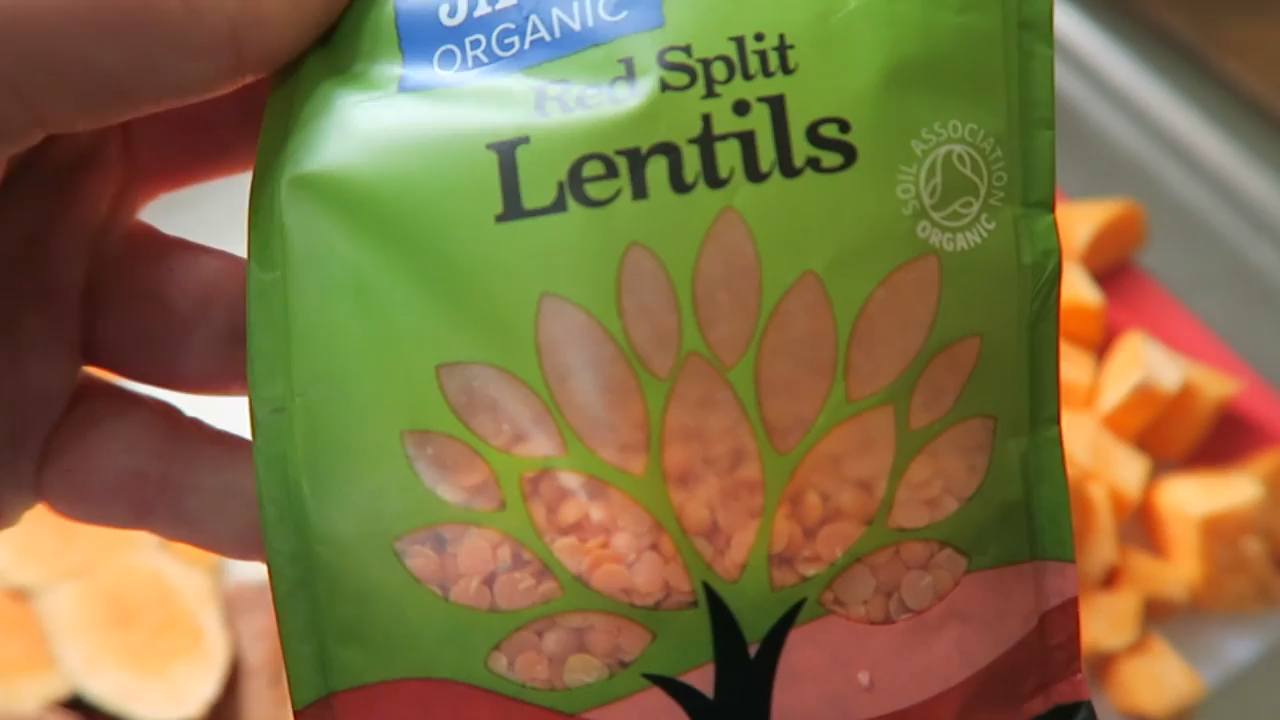 ORGANIC
Red Split
Lentils
SOIL ASSOCIATION
ORGANIC